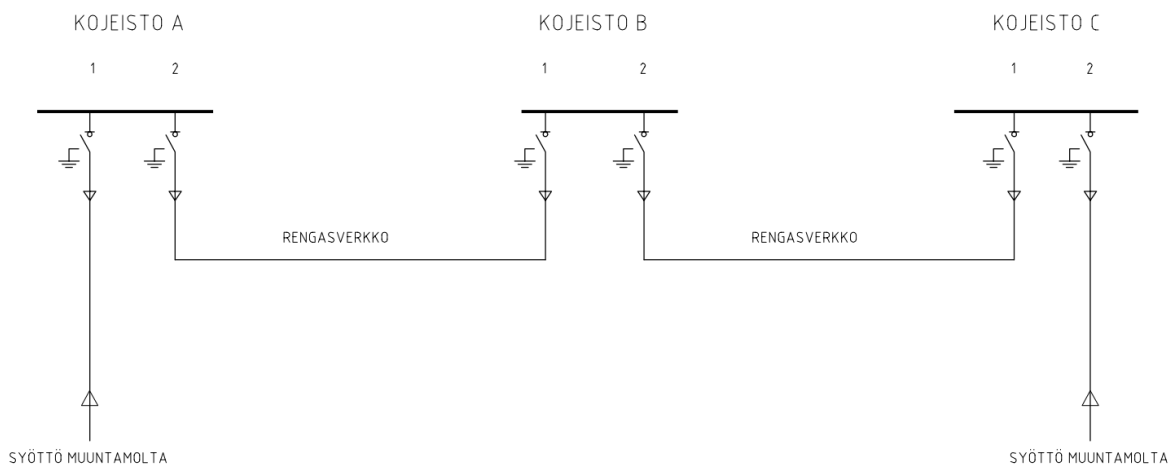 KOJEISTO A
KOJEISTO B
KOJEISTO C
1 2
1 2
1 2
RENGASVERKKO
RENGASVERKKO
SYÖTTÖ MUUNTAMOLTA
SYÖTTÖ MUUNTAMOLTA